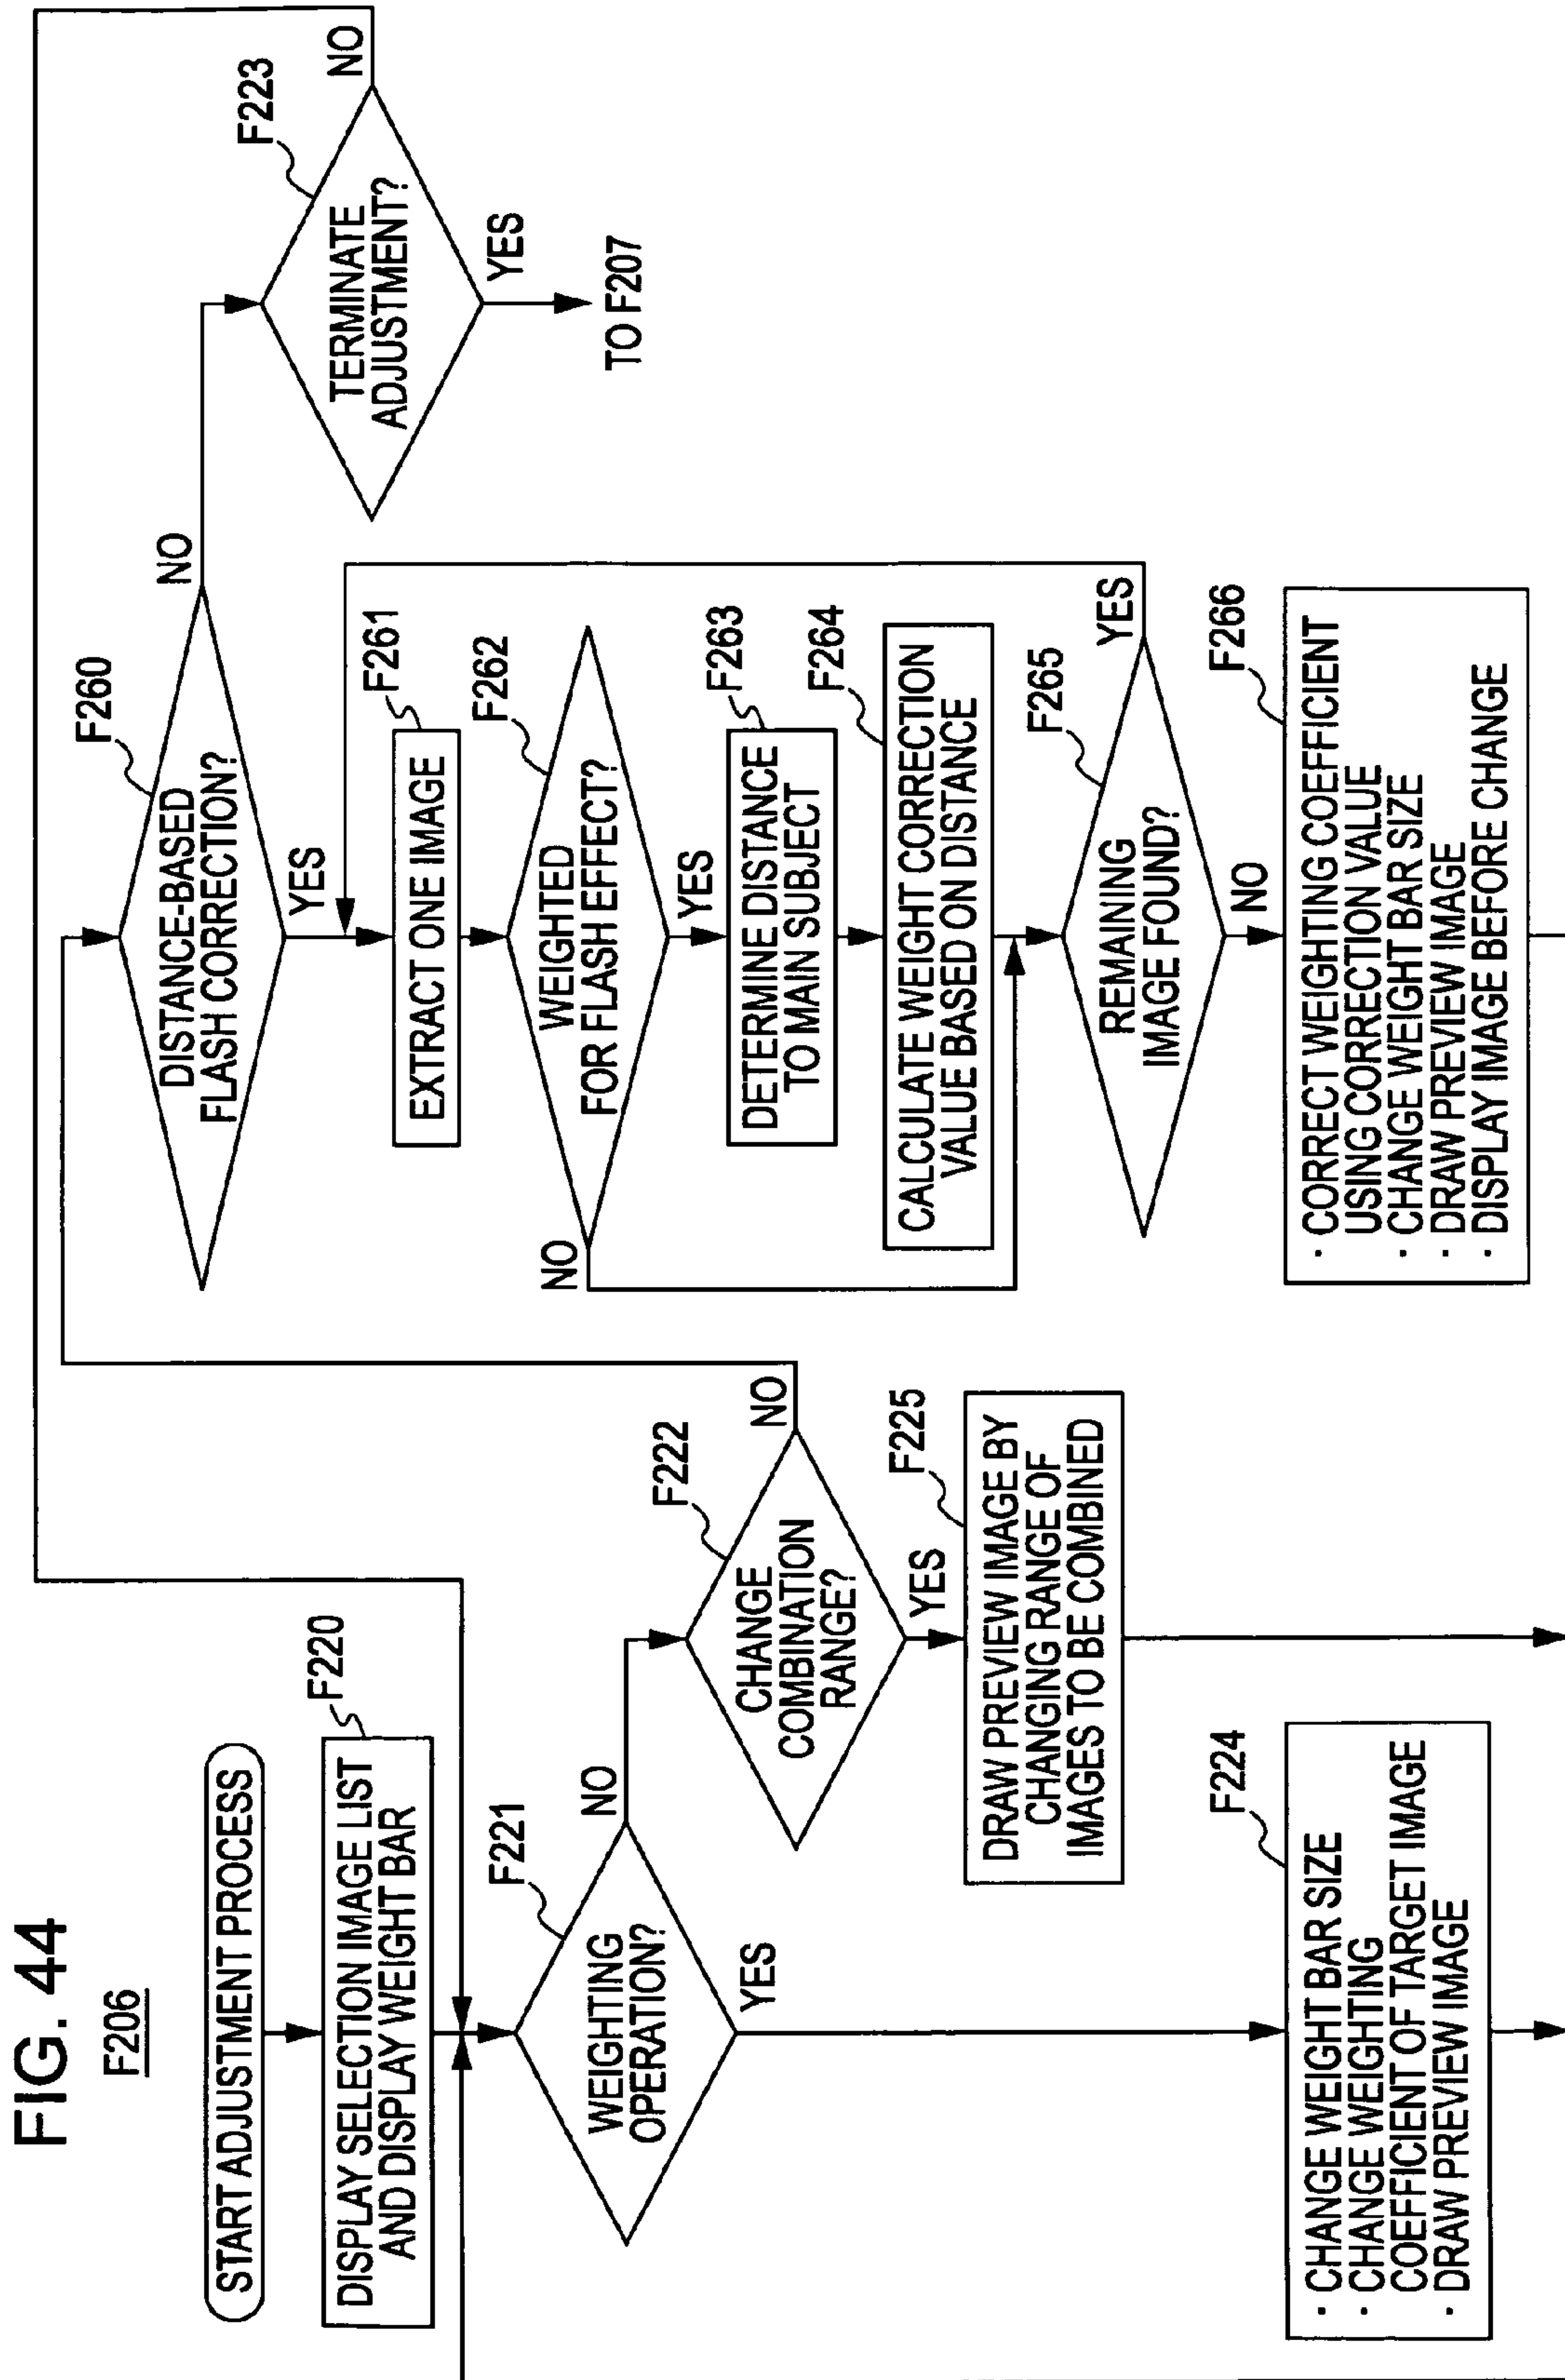 FIG. 44
F206
START ADJUSTMENT PROCESS
F220
DISPLAY SELECTION IMAGE LIST
AND DISPLAY WEIGHT BAR
F221
WEIGHTING
OPERATION?
NO
YES
F222
CHANGE
COMBINATION
RANGE?
NO
YES
F225
DRAW PREVIEW IMAGE BY
CHANGING RANGE OF
IMAGES TO BE COMBINED
F224
· CHANGE WEIGHT BAR SIZE
· CHANGE WEIGHTING
COEFFICIENT OF TARGET IMAGE
· DRAW PREVIEW IMAGE
F260
DISTANCE-BASED
FLASH CORRECTION?
NO
YES
F261
EXTRACT ONE IMAGE
F262
WEIGHTED
FOR FLASH EFFECT?
NO
YES
F263
DETERMINE DISTANCE
TO MAIN SUBJECT
F264
CALCULATE WEIGHT CORRECTION
VALUE BASED ON DISTANCE
F265
REMAINING
IMAGE FOUND?
YES
NO
F266
· CORRECT WEIGHTING COEFFICIENT
USING CORRECTION VALUE
· CHANGE WEIGHT BAR SIZE
· DRAW PREVIEW IMAGE
· DISPLAY IMAGE BEFORE CHANGE
F223
TERMINATE
ADJUSTMENT?
NO
YES
TO F207